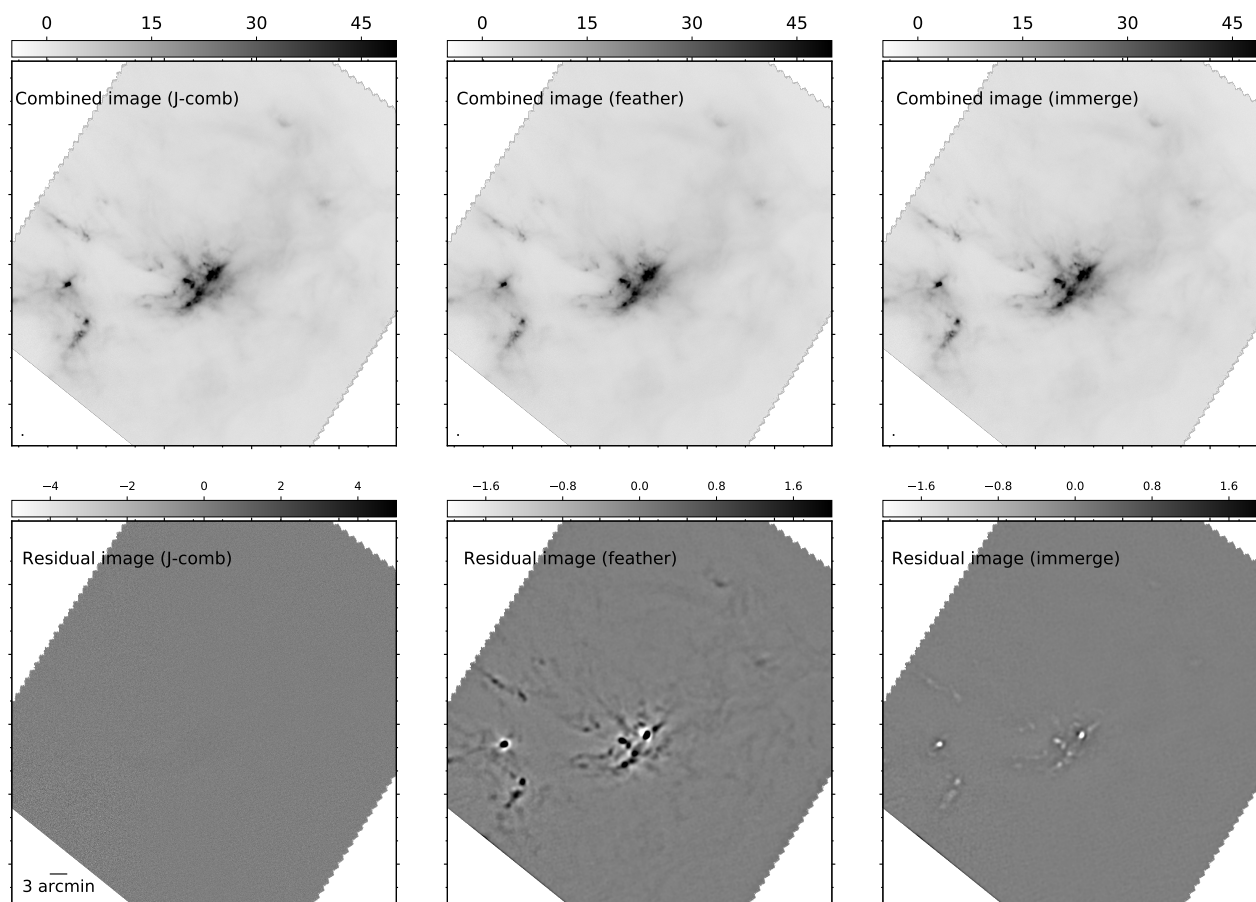 0 15 30 45 0 15 30 45 0 15 30 45
Combined image (J-comb) Combined image (feather) Combined image (immerge)
−4 −2 0 2 4 −1.6 −0.8 0.0 0.8 1.6 −1.6 −0.8 0.0 0.8 1.6
Residual image (J-comb) Residual image (feather) Residual image (immerge)
3 arcmin